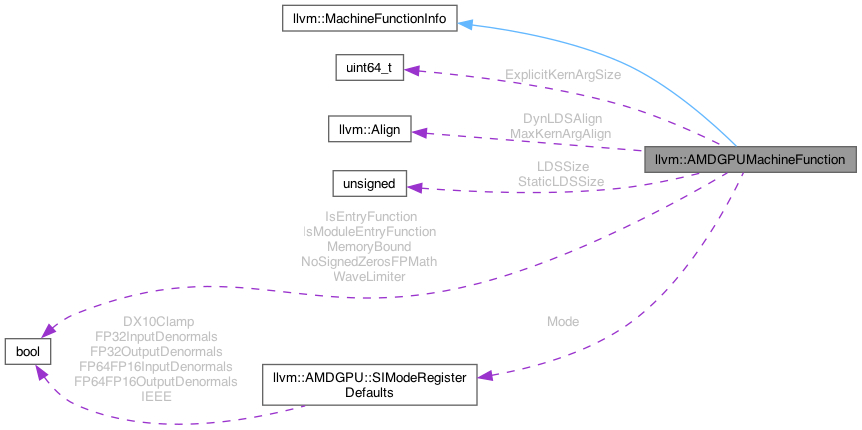 llvm::MachineFunctionInfo
uint64_t
ExplicitKernArgSize
llvm::Align
DynLDSAlign
MaxKernArgAlign
llvm::AMDGPUMachineFunction
unsigned
LDSSize
StaticLDSSize
IsEntryFunction
IsModuleEntryFunction
MemoryBound
NoSignedZerosFPMath
WaveLimiter
Mode
bool
DX10Clamp
FP32InputDenormals
FP32OutputDenormals
FP64FP16InputDenormals
FP64FP16OutputDenormals
IEEE
llvm::AMDGPU::SIModeRegister
Defaults